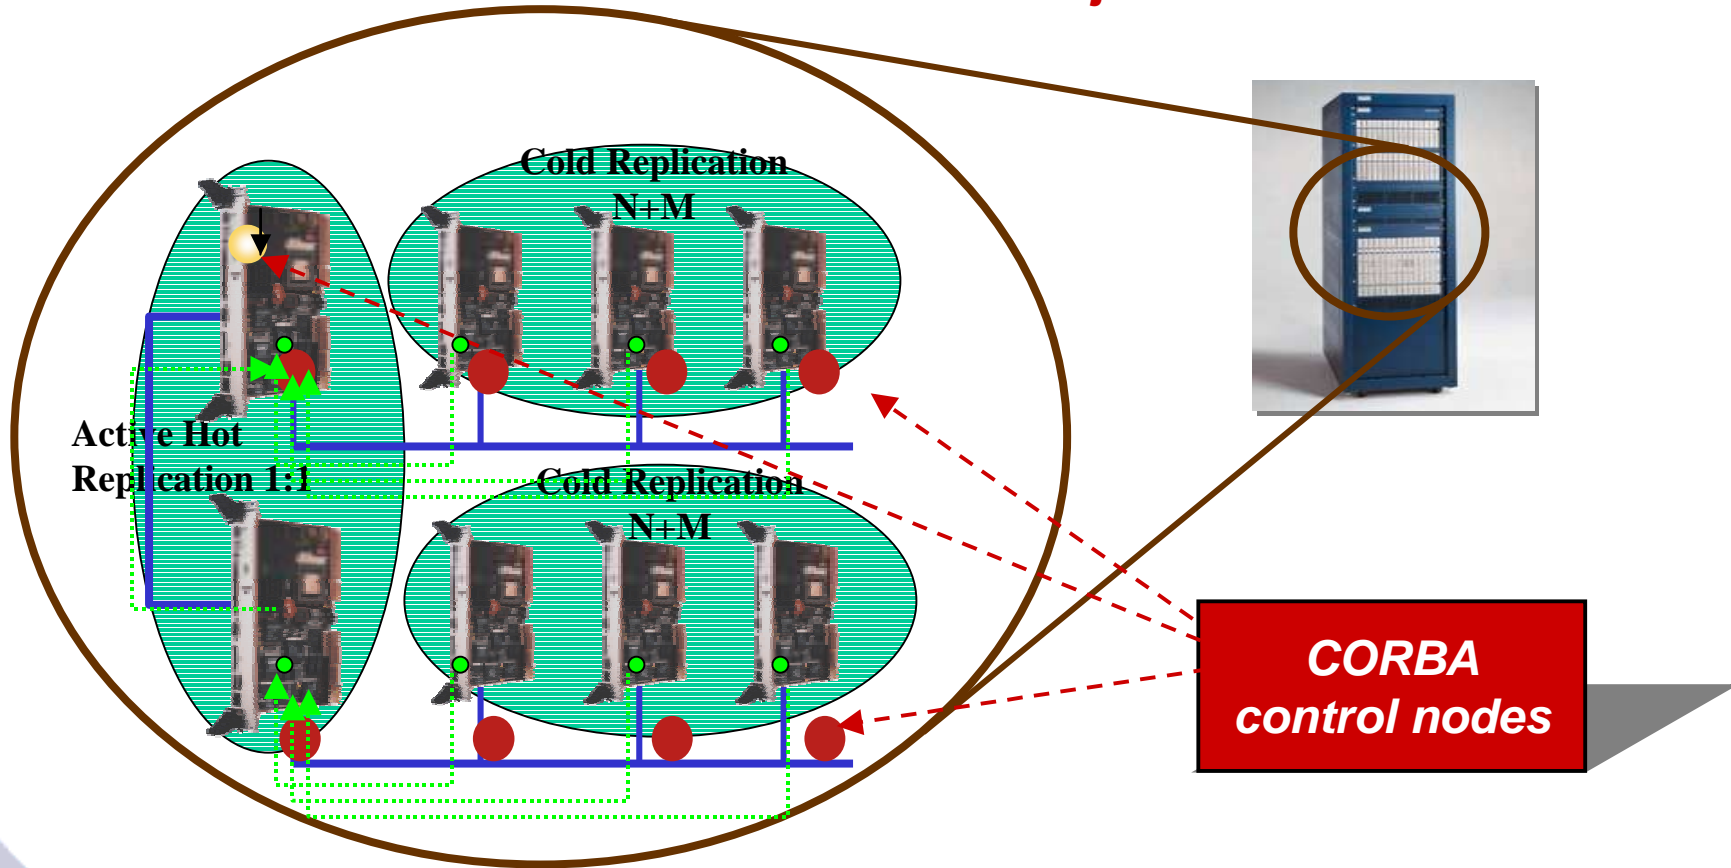 Cold Replication
N+M
Active Hot
Replication 1:1
Cold Replication
N+M
CORBA
control nodes